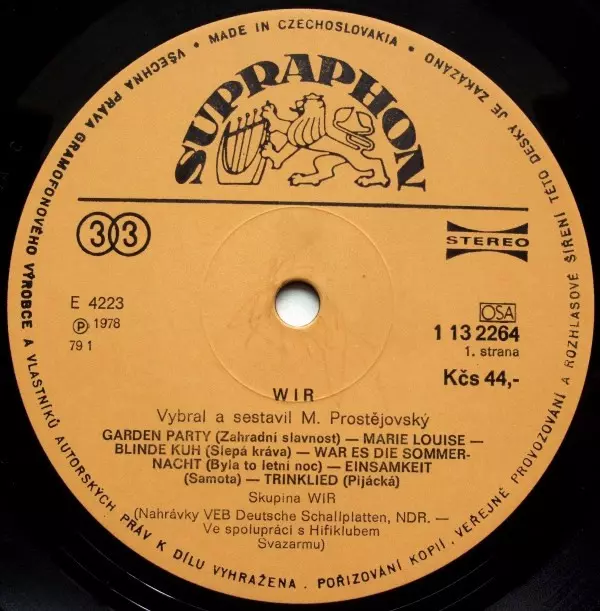 VŠECHNA PRÁVA GRAMOFONOVÉHO VÝROBCE A VLASTNÍKŮ AUTORSKÝCH PRÁV K DÍLU VYHRAŽENA. POŘIZOVÁNÍ KOPIÍ, VEŘEJNÉ PROVOZOVÁNÍ A ROZHLASOVÉ ŠÍŘENÍ TÉTO DESKY JE ZAKÁZÁNO
• MADE IN CZECHOSLOVAKIA •
SUPRAPHON
33
STEREO
E 4223
Ⓟ 1978
79 1
OSA
1 13 2264
1. strana
Kčs 44,-
WIR
Vybral a sestavil M. Prostějovský
GARDEN PARTY (Zahradní slavnost) — MARIE LOUISE —
BLINDE KUH (Slepá kráva) — WAR ES DIE SOMMER-
NACHT (Byla to letní noc) — EINSAMKEIT
(Samota) — TRINKLIED (Pijácká)
Skupina WIR
(Nahrávky VEB Deutsche Schallplatten, NDR. —
Ve spolupráci s Hifiklubem
Svazarmu)